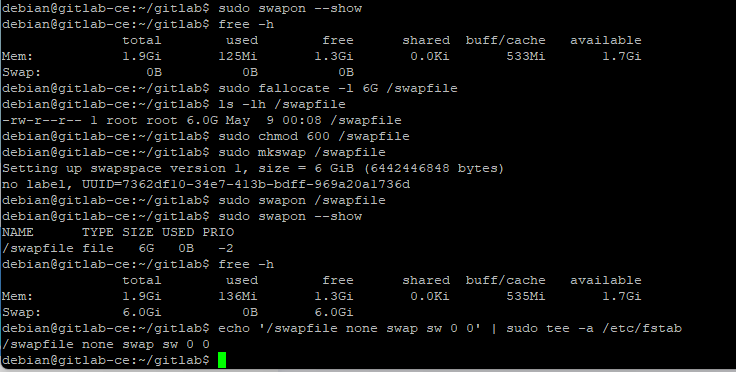 debian@gitlab-ce:~/gitlab$ sudo swapon --show
debian@gitlab-ce:~/gitlab$ free -h
              total        used        free      shared  buff/cache   available
Mem:          1.9Gi       125Mi       1.3Gi       0.0Ki       533Mi       1.7Gi
Swap:            0B          0B          0B
debian@gitlab-ce:~/gitlab$ sudo fallocate -l 6G /swapfile
debian@gitlab-ce:~/gitlab$ ls -lh /swapfile
-rw-r--r-- 1 root root 6.0G May  9 00:08 /swapfile
debian@gitlab-ce:~/gitlab$ sudo chmod 600 /swapfile
debian@gitlab-ce:~/gitlab$ sudo mkswap /swapfile
Setting up swapspace version 1, size = 6 GiB (6442446848 bytes)
no label, UUID=7362df10-34e7-413b-bdff-969a20a1736d
debian@gitlab-ce:~/gitlab$ sudo swapon /swapfile
debian@gitlab-ce:~/gitlab$ sudo swapon --show
NAME      TYPE SIZE USED PRIO
/swapfile file   6G   0B   -2
debian@gitlab-ce:~/gitlab$ free -h
              total        used        free      shared  buff/cache   available
Mem:          1.9Gi       136Mi       1.3Gi       0.0Ki       535Mi       1.7Gi
Swap:         6.0Gi          0B       6.0Gi
debian@gitlab-ce:~/gitlab$ echo '/swapfile none swap sw 0 0' | sudo tee -a /etc/fstab
/swapfile none swap sw 0 0
debian@gitlab-ce:~/gitlab$